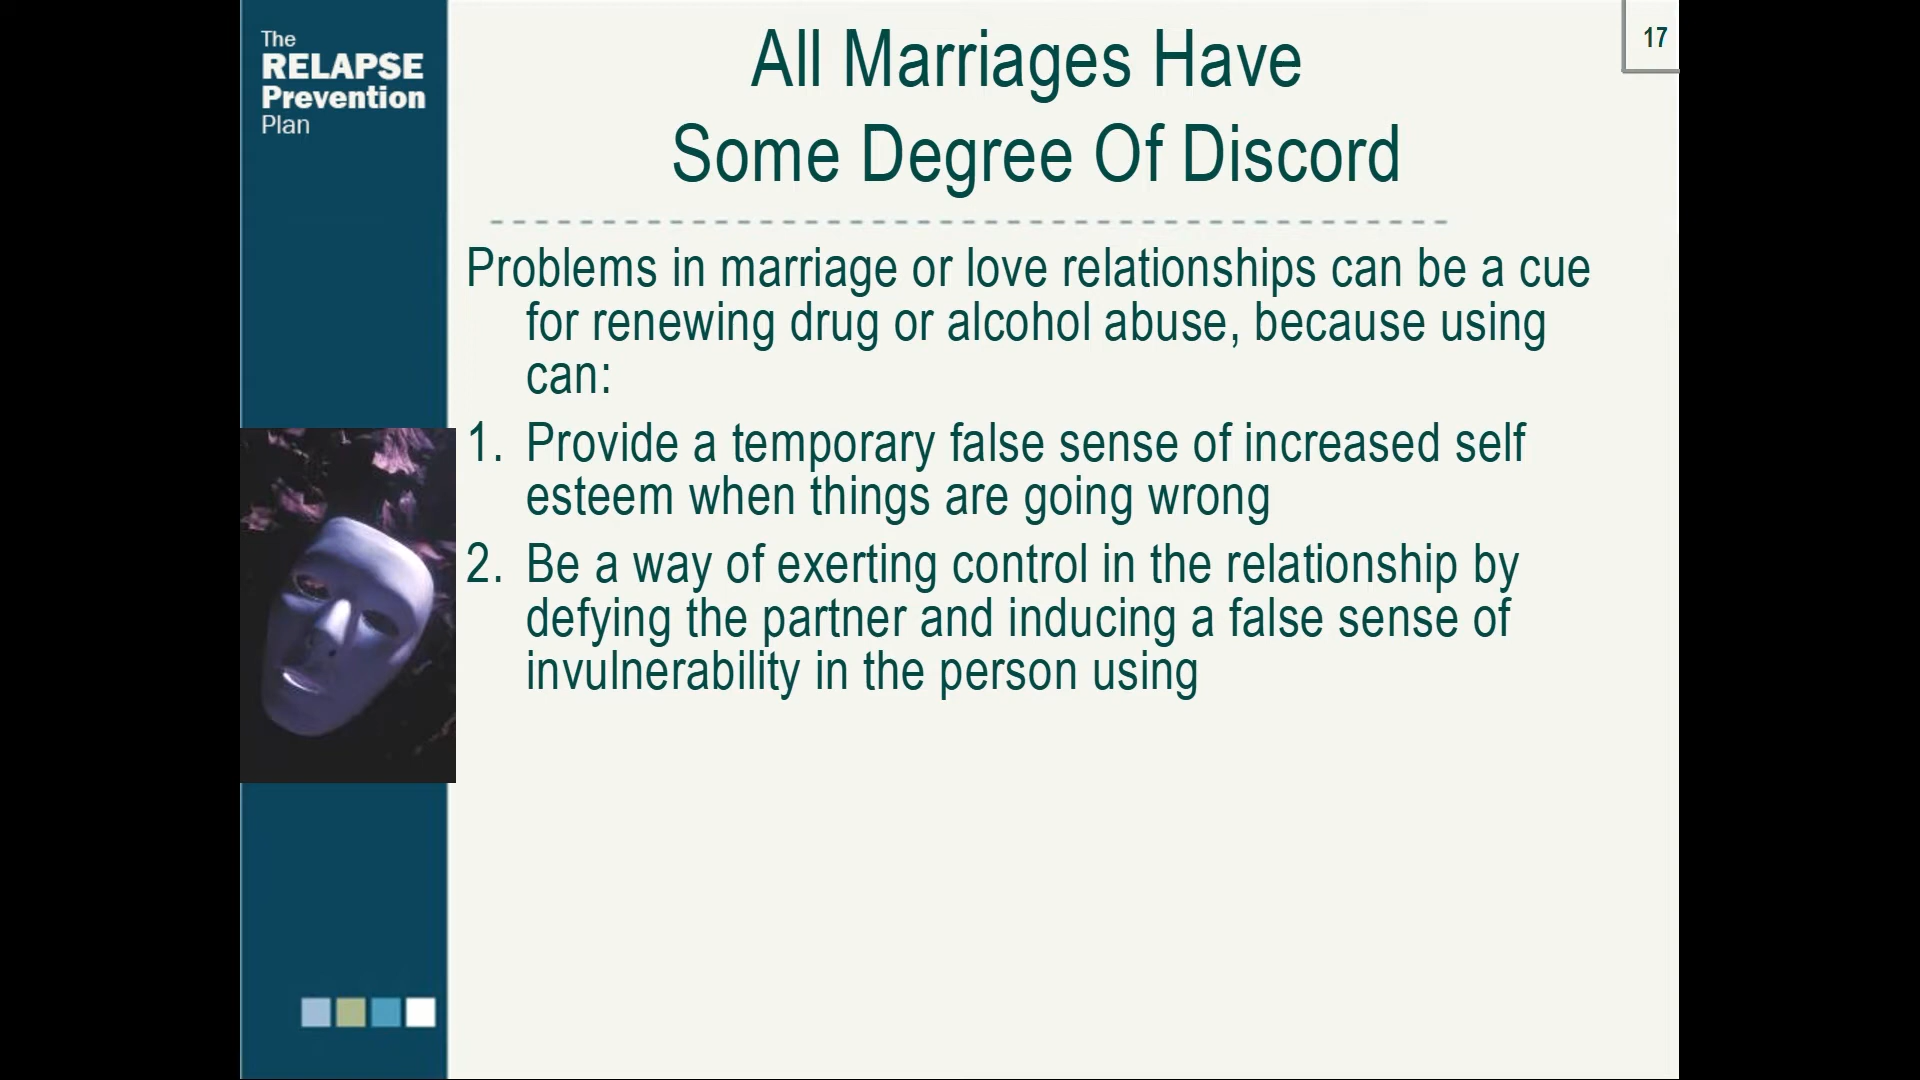 The
RELAPSE
Prevention
Plan
17
All Marriages Have
Some Degree Of Discord
Problems in marriage or love relationships can be a cue
for renewing drug or alcohol abuse, because using
can:
1. Provide a temporary false sense of increased self
esteem when things are going wrong
2. Be a way of exerting control in the relationship by
defying the partner and inducing a false sense of
invulnerability in the person using